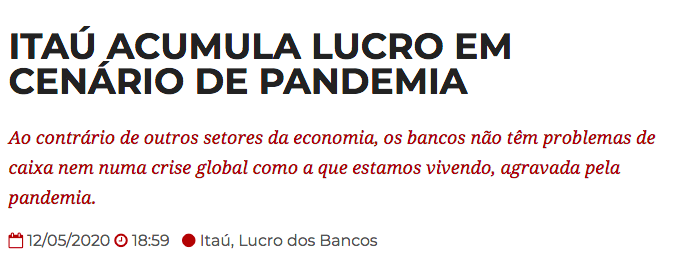 ITAÚ ACUMULA LUCRO EM
CENÁRIO DE PANDEMIA
Ao contrário de outros setores da economia, os bancos não têm problemas de
caixa nem numa crise global como a que estamos vivendo, agravada pela
pandemia.
12/05/2020 18:59 Itaú, Lucro dos Bancos